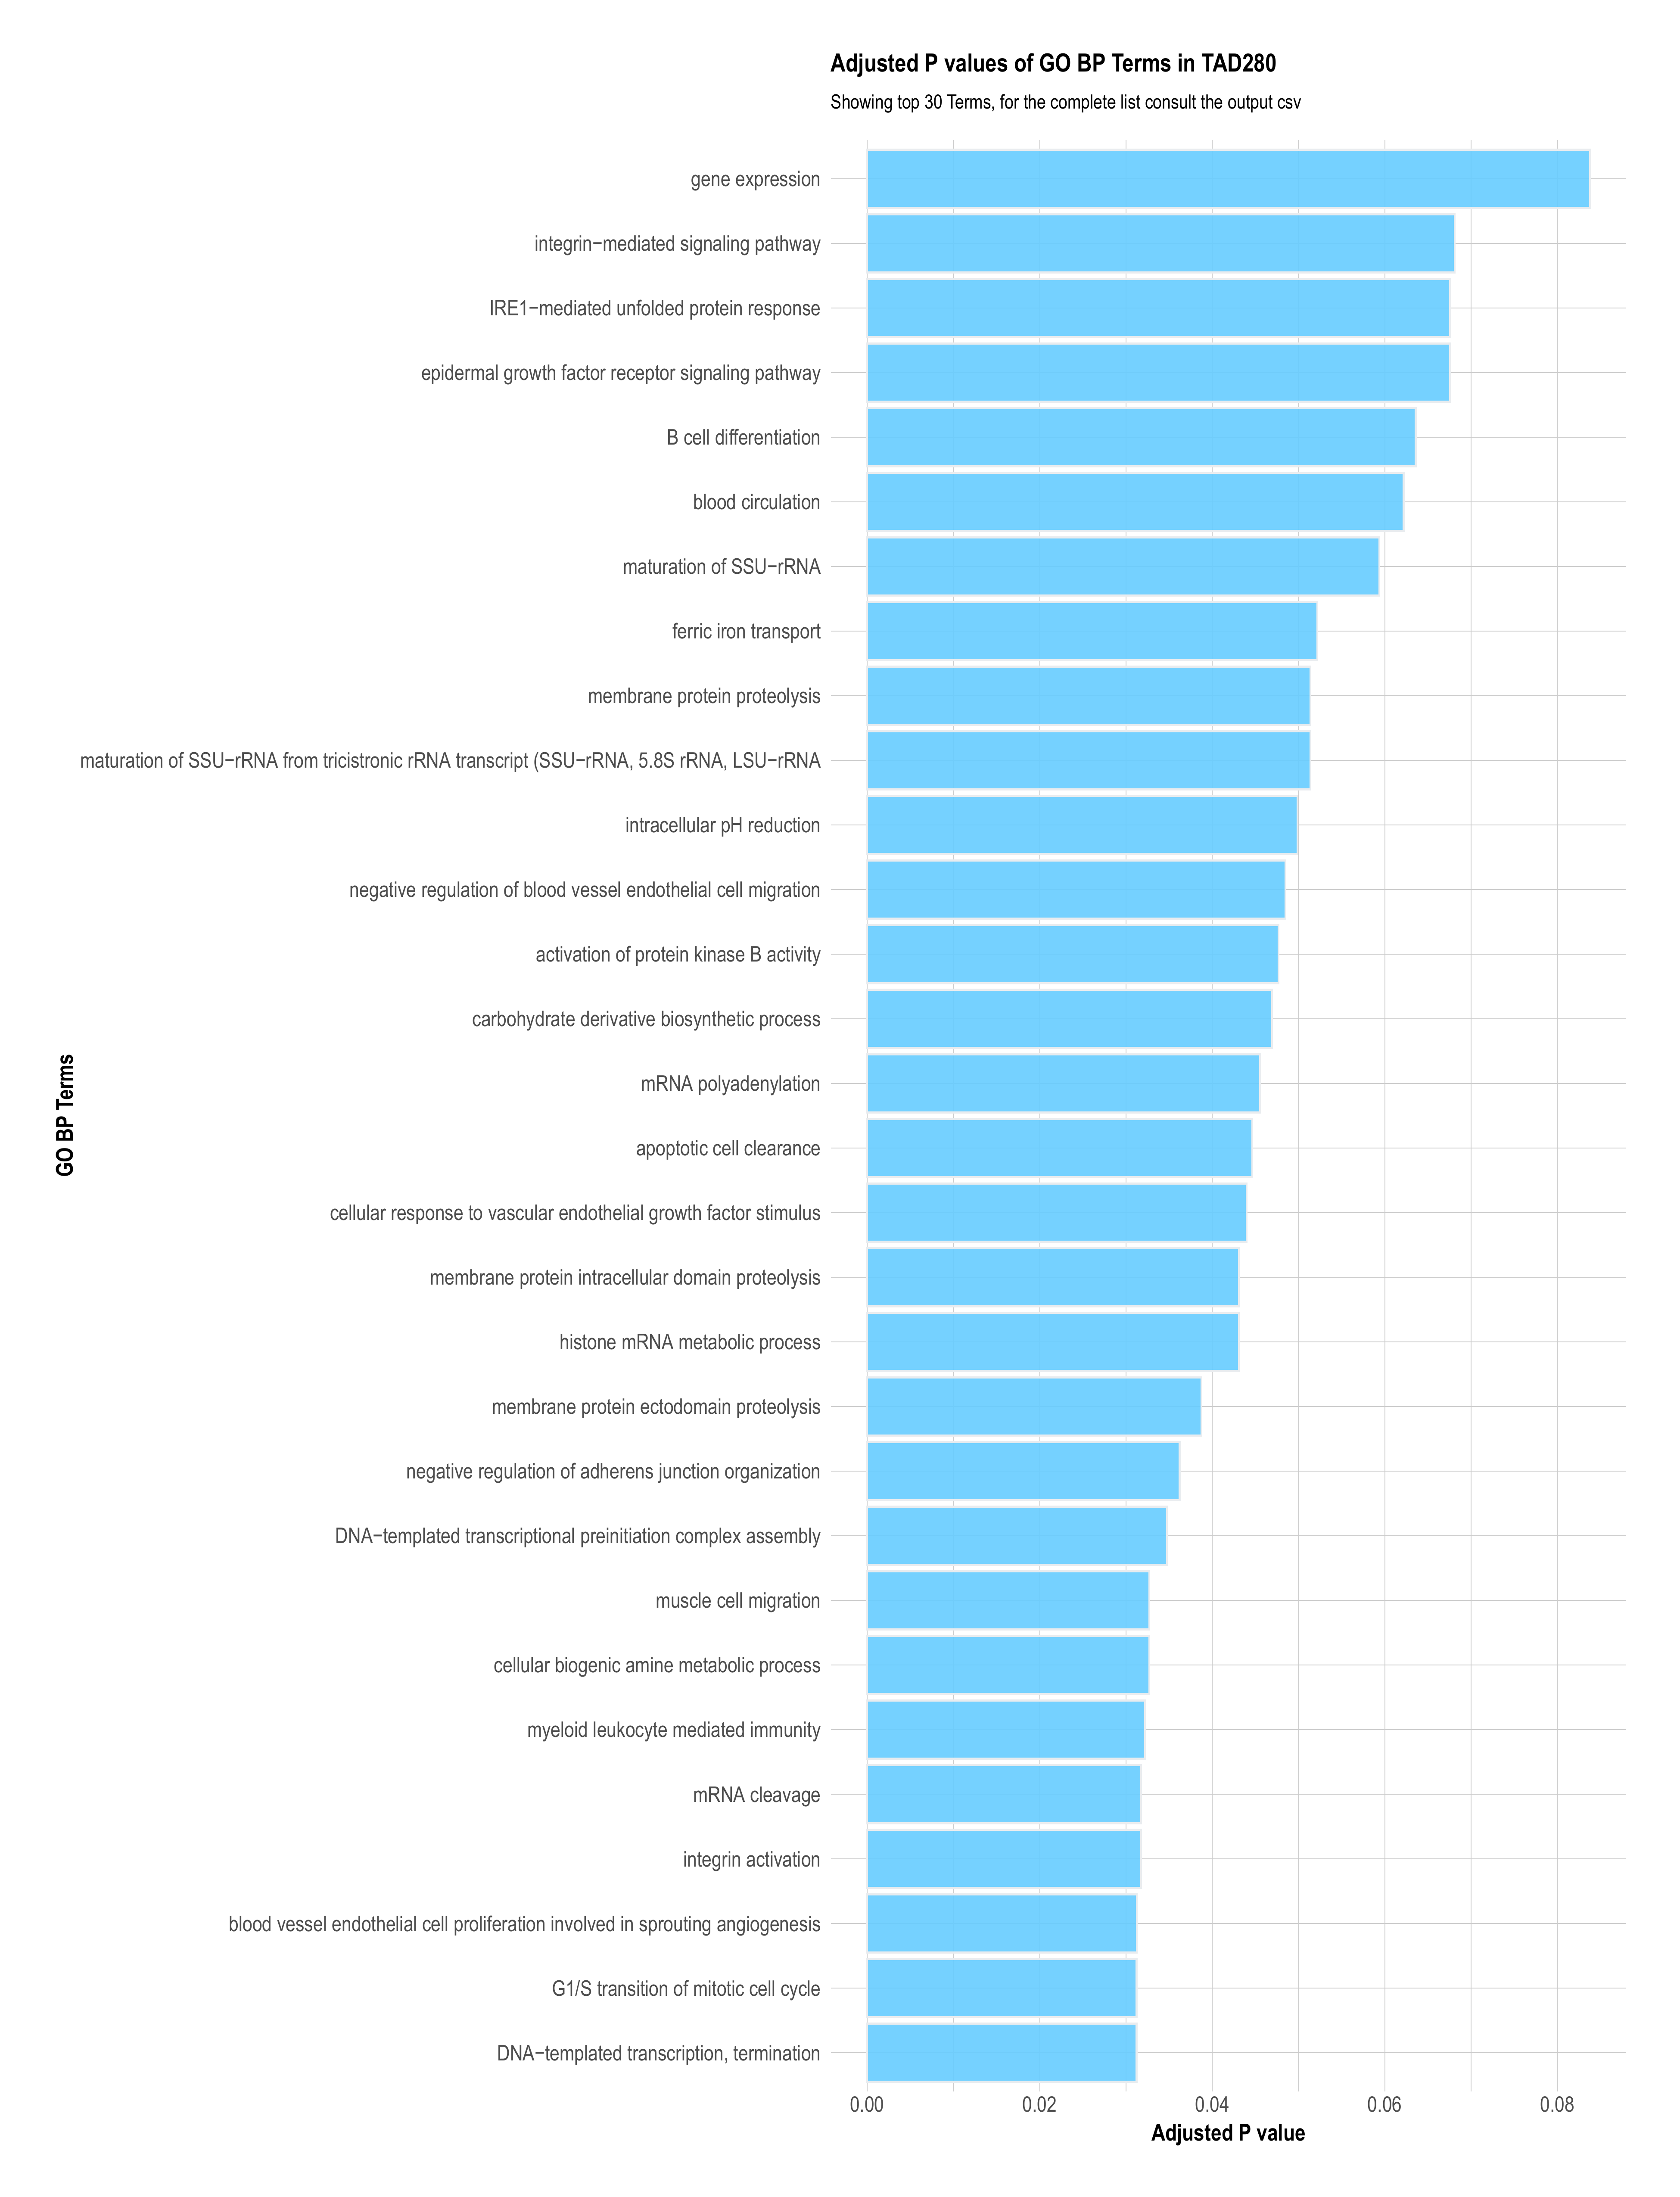 Adjusted P values of GO BP Terms in TAD280
Showing top 30 Terms, for the complete list consult the output csv
GO BP Terms
gene expression
integrin−mediated signaling pathway
IRE1−mediated unfolded protein response
epidermal growth factor receptor signaling pathway
B cell differentiation
blood circulation
maturation of SSU−rRNA
ferric iron transport
membrane protein proteolysis
maturation of SSU−rRNA from tricistronic rRNA transcript (SSU−rRNA, 5.8S rRNA, LSU−rRNA
intracellular pH reduction
negative regulation of blood vessel endothelial cell migration
activation of protein kinase B activity
carbohydrate derivative biosynthetic process
mRNA polyadenylation
apoptotic cell clearance
cellular response to vascular endothelial growth factor stimulus
membrane protein intracellular domain proteolysis
histone mRNA metabolic process
membrane protein ectodomain proteolysis
negative regulation of adherens junction organization
DNA−templated transcriptional preinitiation complex assembly
muscle cell migration
cellular biogenic amine metabolic process
myeloid leukocyte mediated immunity
mRNA cleavage
integrin activation
blood vessel endothelial cell proliferation involved in sprouting angiogenesis
G1/S transition of mitotic cell cycle
DNA−templated transcription, termination
0.00 0.02 0.04 0.06 0.08
Adjusted P value